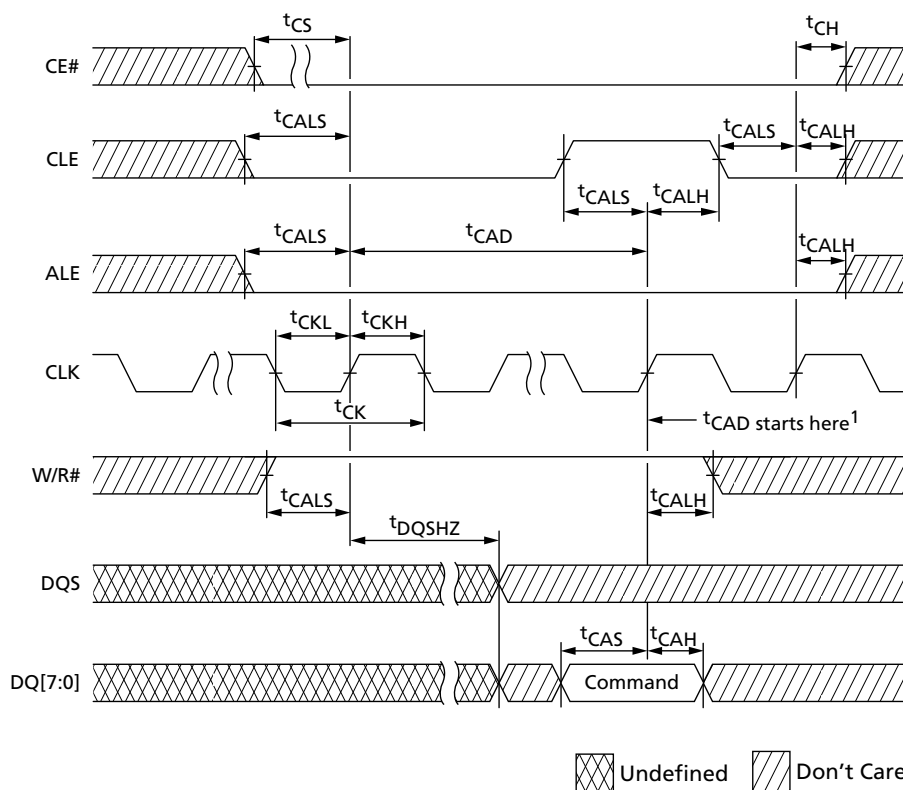 tCS
tCH
CE#
tCALS
tCALS
tCALH
CLE
tCALS
tCALH
tCALS
tCAD
tCALH
ALE
tCKL
tCKH
CLK
tCK
tCAD starts here1
W/R#
tCALS
tCALH
tDQSHZ
DQS
tCAS
tCAH
DQ[7:0]
Command
Undefined
Don't Care